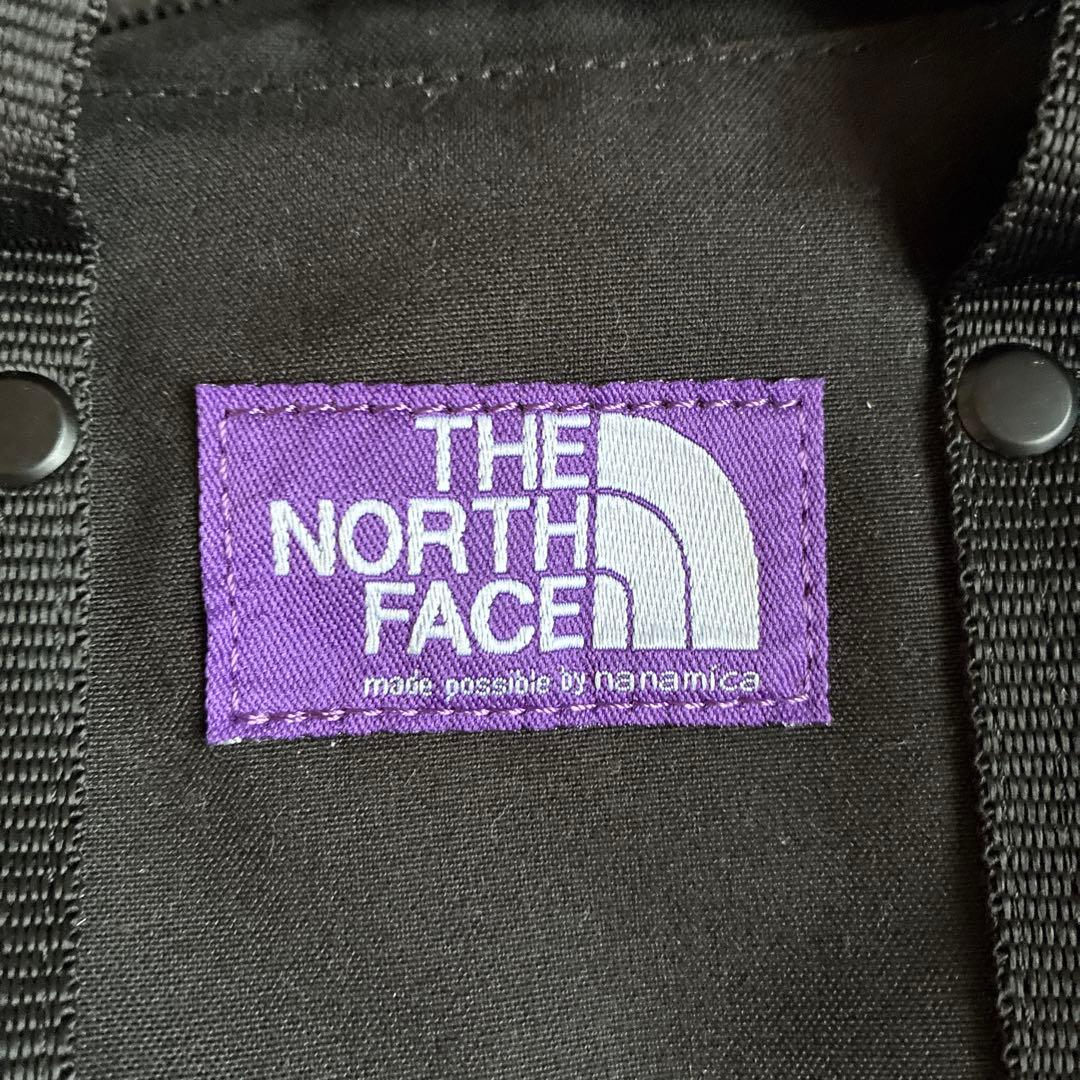 THE
NORTH
FACE
made possible by nanamica